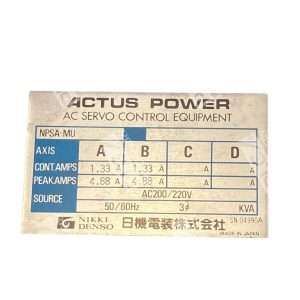 ACTUS POWER
AC SERVO CONTROL EQUIPMENT
NPSA-MU
AXIS A B C D
CONT.AMPS 1.33 A 1.33 A A A
PEAK.AMPS 4.68 A 4.68 A A A
SOURCE AC200/220V
50/60Hz 3ϕ KVA
NIKKI DENSO 日機電装株式会社
MADE IN JAPAN